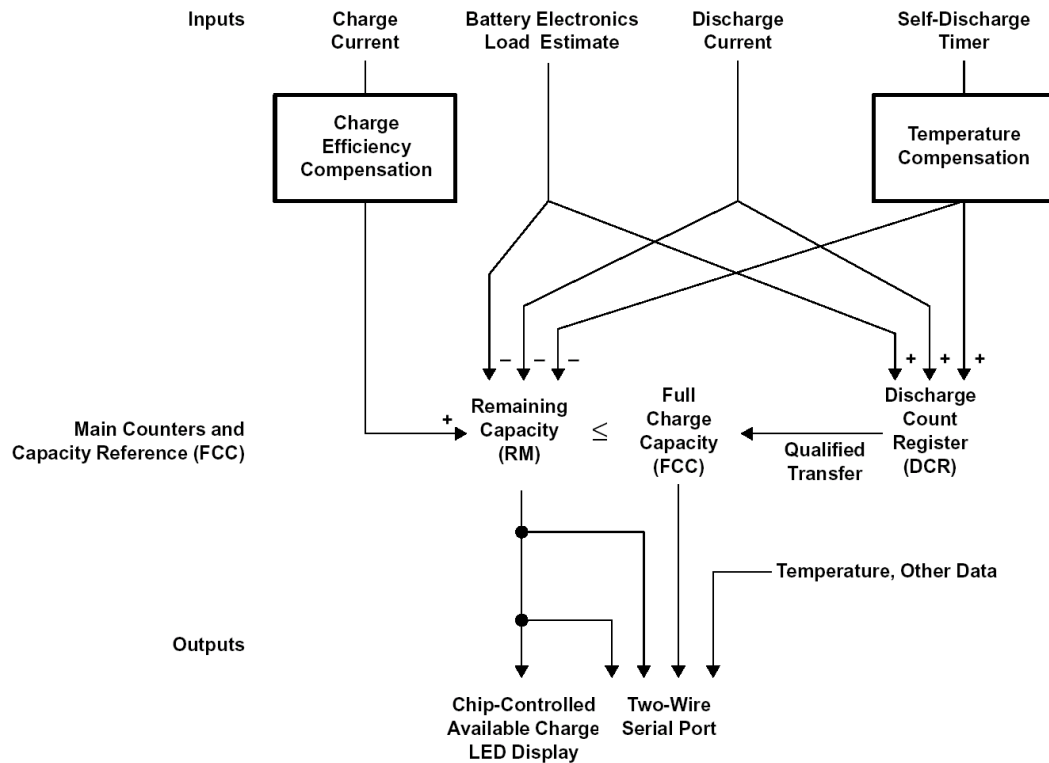 Inputs
Charge
Current
Battery Electronics
Load Estimate
Discharge
Current
Self-Discharge
Timer
Charge
Efficiency
Compensation
Temperature
Compensation
– – –
+ + +
Main Counters and
Capacity Reference (FCC)
+
Remaining
Capacity
(RM)
≤
Full
Charge
Capacity
(FCC)
Qualified
Transfer
Discharge
Count
Register
(DCR)
Temperature, Other Data
Outputs
Chip-Controlled
Available Charge
LED Display
Two-Wire
Serial Port